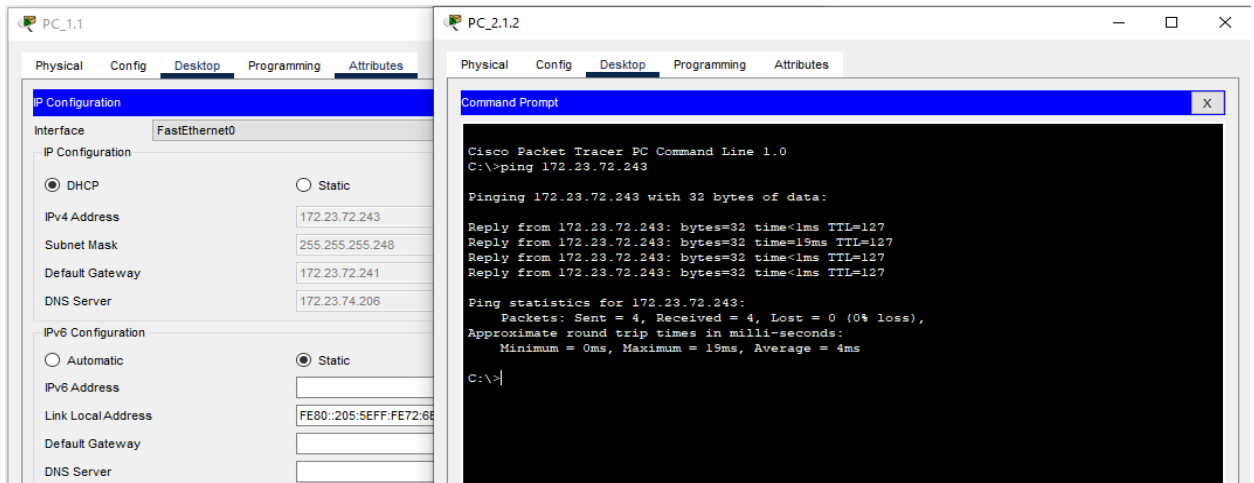 PC_1.1
Physical Config Desktop Programming Attributes
IP Configuration
Interface FastEthernet0
IP Configuration
DHCP Static
IPv4 Address 172.23.72.243
Subnet Mask 255.255.255.248
Default Gateway 172.23.72.241
DNS Server 172.23.74.206
IPv6 Configuration
Automatic Static
IPv6 Address
Link Local Address FE80::205:5EFF:FE72:6E
Default Gateway
DNS Server
PC_2.1.2
Physical Config Desktop Programming Attributes
Command Prompt X
Cisco Packet Tracer PC Command Line 1.0
C:\>ping 172.23.72.243
Pinging 172.23.72.243 with 32 bytes of data:
Reply from 172.23.72.243: bytes=32 time<1ms TTL=127
Reply from 172.23.72.243: bytes=32 time=19ms TTL=127
Reply from 172.23.72.243: bytes=32 time<1ms TTL=127
Reply from 172.23.72.243: bytes=32 time<1ms TTL=127
Ping statistics for 172.23.72.243:
Packets: Sent = 4, Received = 4, Lost = 0 (0% loss),
Approximate round trip times in milli-seconds:
Minimum = 0ms, Maximum = 19ms, Average = 4ms
C:\>